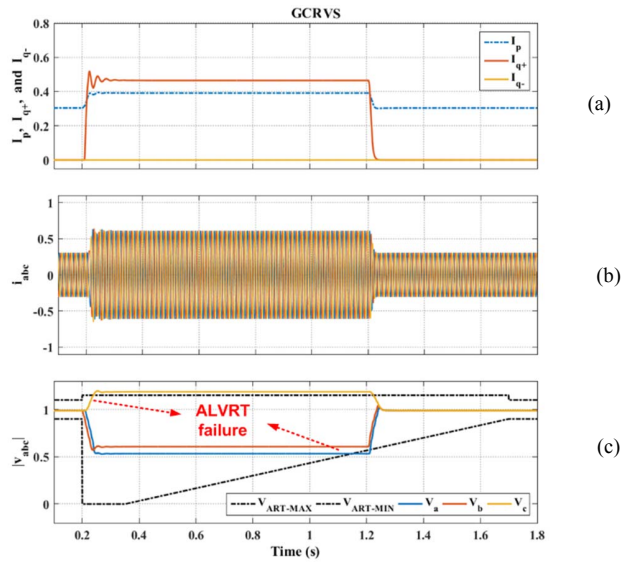 GCRVS
I_p, I_q+, and I_q-
0.8
0.6
0.4
0.2
0
I_p
I_q+
I_q-
(a)
i_abc
1
0.5
0
-0.5
-1
(b)
|v_abc|
1
0.5
0
ALVRT
failure
V_ART-MAX V_ART-MIN V_a V_b V_c
(c)
0.2 0.4 0.6 0.8 1 1.2 1.4 1.6 1.8
Time (s)